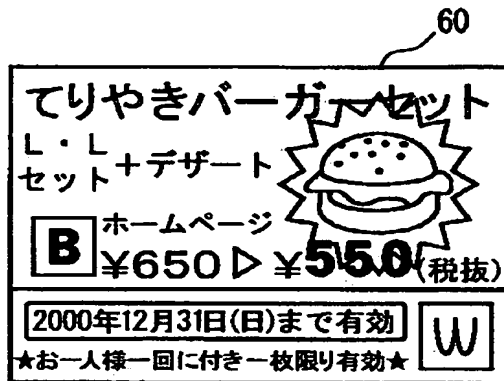 60
てりやきバーガーセット
L・L
セット+デザート
B ホームページ
¥650▷¥550(税抜)
2000年12月31日(日)まで有効
W
★お一人様一回に付き一枚限り有効★